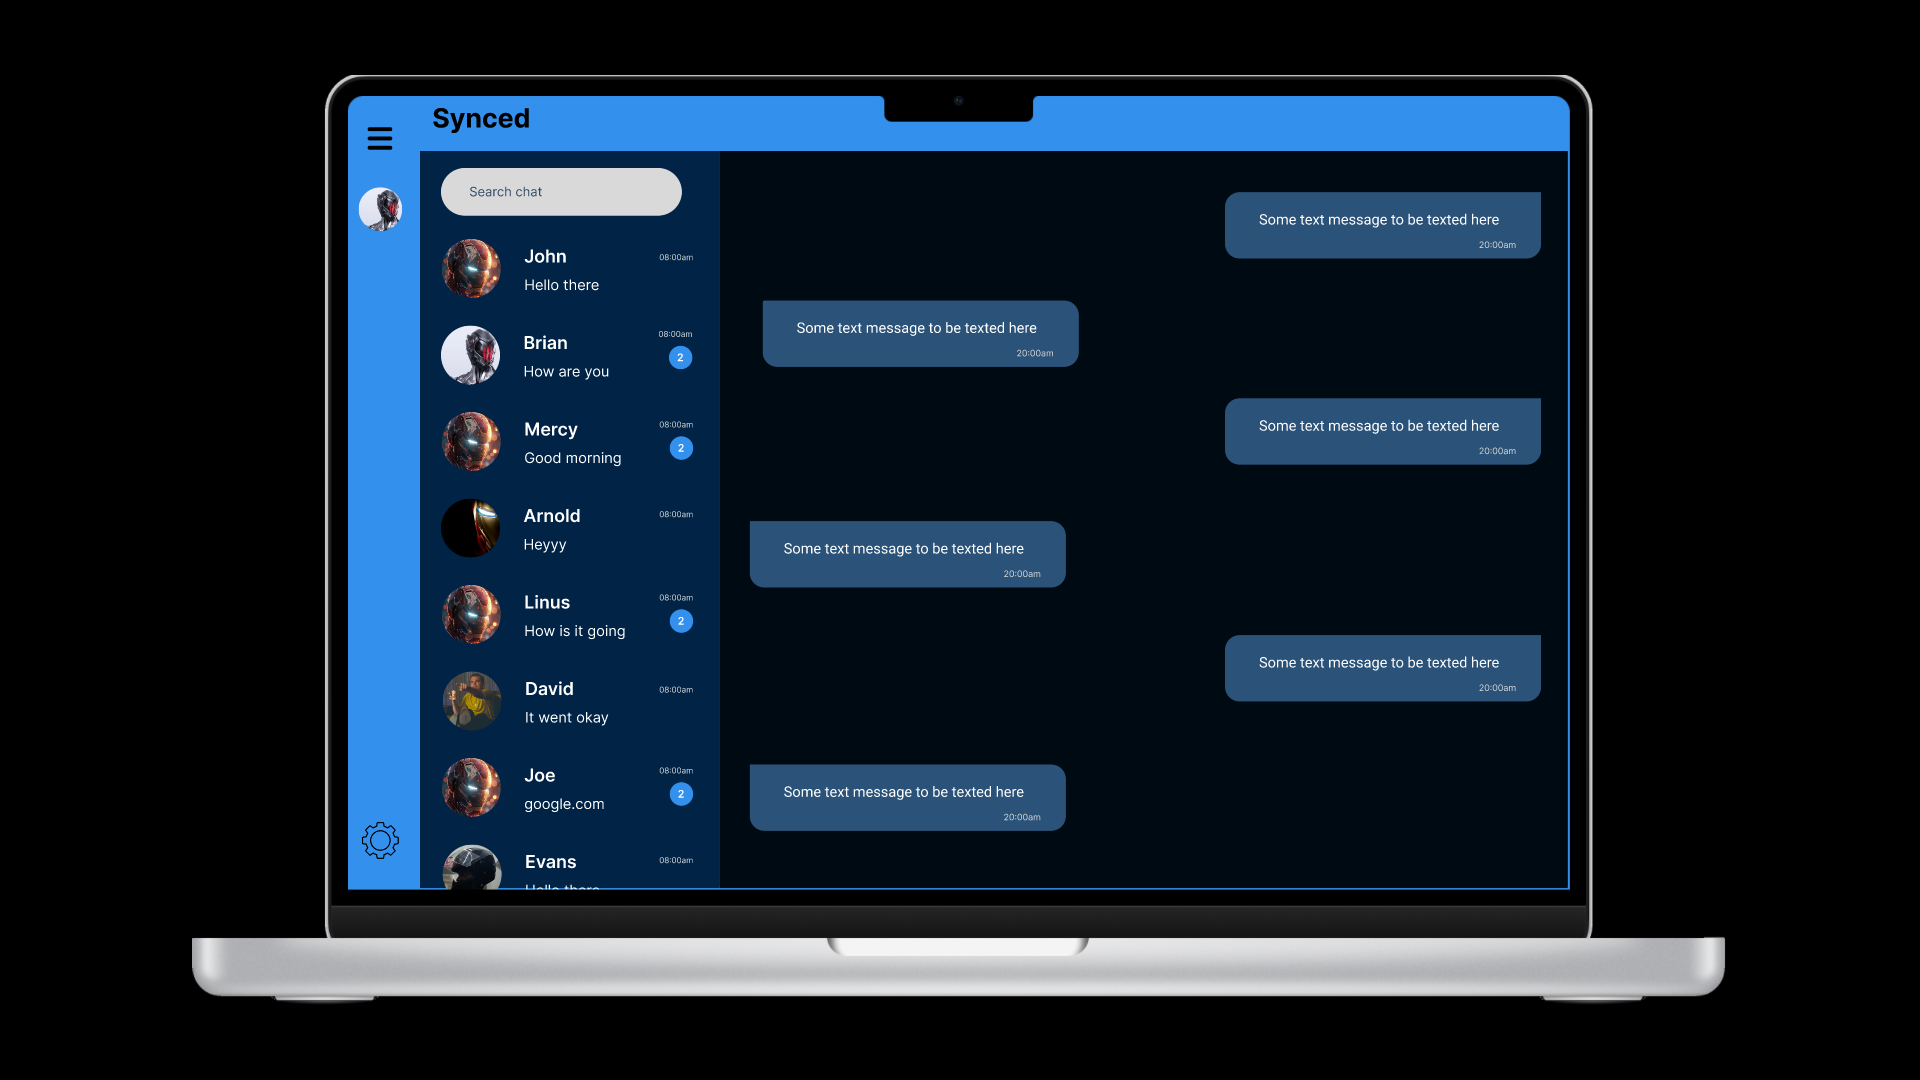 Synced
Search chat
John
08:00am
Hello there
Brian
08:00am
2
How are you
Mercy
08:00am
2
Good morning
Arnold
08:00am
Heyyy
Linus
08:00am
2
How is it going
David
08:00am
It went okay
Joe
08:00am
2
google.com
Evans
08:00am
Hello there
Some text message to be texted here
20:00am
Some text message to be texted here
20:00am
Some text message to be texted here
20:00am
Some text message to be texted here
20:00am
Some text message to be texted here
20:00am
Some text message to be texted here
20:00am